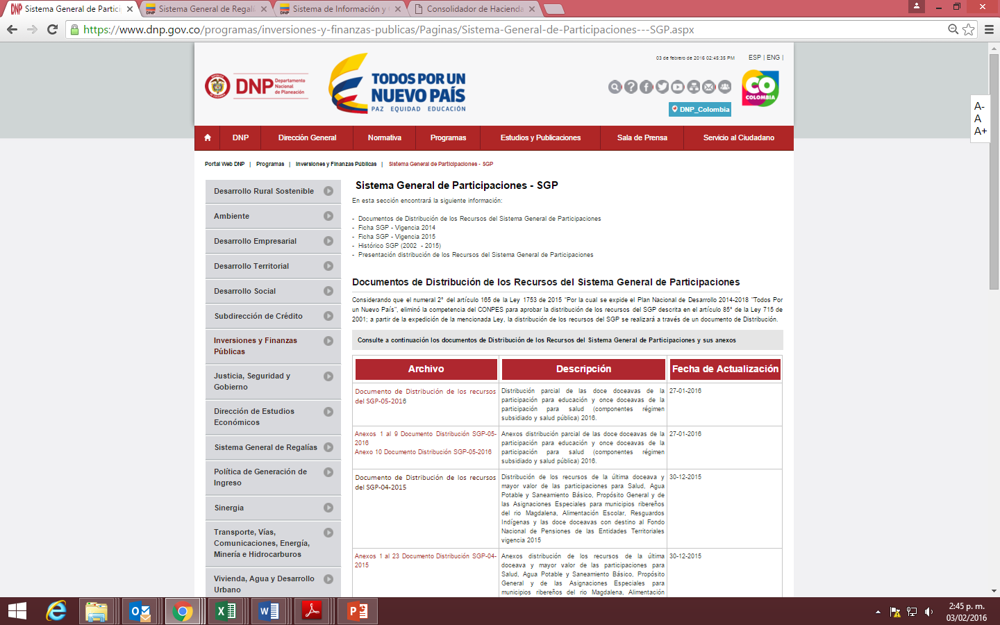 Sistema General de Partici
Sistema General de Regalí
Sistema de Información y
Consolidador de Hacienda
https://www.dnp.gov.co/programas/inversiones-y-finanzas-publicas/Paginas/Sistema-General-de-Participaciones---SGP.aspx
03 de febrero de 2016 02:45:35 PM
ESP | ENG |
DNP Departamento Nacional de Planeación
TODOS POR UN
NUEVO PAÍS
PAZ EQUIDAD EDUCACIÓN
CO
COLOMBIA
DNP_Colombia
A-
A
A+
DNP Dirección General Normativa Programas Estudios y Publicaciones Sala de Prensa Servicio al Ciudadano
Portal Web DNP | Programas | Inversiones y Finanzas Públicas | Sistema General de Participaciones - SGP
Desarrollo Rural Sostenible
Ambiente
Desarrollo Empresarial
Desarrollo Territorial
Desarrollo Social
Subdirección de Crédito
Inversiones y Finanzas
Públicas
Justicia, Seguridad y
Gobierno
Dirección de Estudios
Económicos
Sistema General de Regalías
Política de Generación de
Ingreso
Sinergia
Transporte, Vías,
Comunicaciones, Energía,
Minería e Hidrocarburos
Vivienda, Agua y Desarrollo
Urbano
Sistema General de Participaciones - SGP
En esta sección encontrará la siguiente información:
- Documentos de Distribución de los Recursos del Sistema General de Participaciones
- Ficha SGP - Vigencia 2014
- Ficha SGP - Vigencia 2015
- Histórico SGP (2002 - 2015)
- Presentación distribución de los Recursos del Sistema General de Participaciones
Documentos de Distribución de los Recursos del Sistema General de Participaciones
Considerando que el numeral 2° del artículo 165 de la Ley 1753 de 2015 "Por la cual se expide el Plan Nacional de Desarrollo 2014-2018 "Todos Por
un Nuevo País", eliminó la competencia del CONPES para aprobar la distribución de los recursos del SGP descrita en el artículo 85° de la Ley 715 de
2001; a partir de la expedición de la mencionada Ley, la distribución de los recursos del SGP se realizará a través de un documento de Distribución.
Consulte a continuación los documentos de Distribución de los Recursos del Sistema General de Participaciones y sus anexos
Archivo Descripción Fecha de Actualización
Documento de Distribución de los recursos
del SGP-05-2016
Distribución parcial de las doce doceavas de la
participación para educación y once doceavas de la
participación para salud (componentes régimen
subsidiado y salud pública) 2016.
27-01-2016
Anexos 1 al 9 Documento Distribución SGP-05-
2016
Anexo 10 Documento Distribución SGP-05-2016
Anexos distribución parcial de las doce doceavas de la
participación para educación y once doceavas de la
participación para salud (componentes régimen
subsidiado y salud pública) 2016.
27-01-2016
Documento de Distribución de los recursos
del SGP-04-2015
Distribución de los recursos de la última doceava y
mayor valor de las participaciones para Salud, Agua
Potable y Saneamiento Básico, Propósito General y de
las Asignaciones Especiales para municipios ribereños
del rio Magdalena, Alimentación Escolar, Resguardos
Indígenas y las doce doceavas con destino al Fondo
Nacional de Pensiones de las Entidades Territoriales
vigencia 2015
30-12-2015
Anexos 1 al 23 Documento Distribución SGP-04-
2015
Anexos distribución de los recursos de la última
doceava y mayor valor de las participaciones para
Salud, Agua Potable y Saneamiento Básico, Propósito
General y de las Asignaciones Especiales para
municipios ribereños del rio Magdalena, Alimentación
30-12-2015
2:45 p. m.
03/02/2016